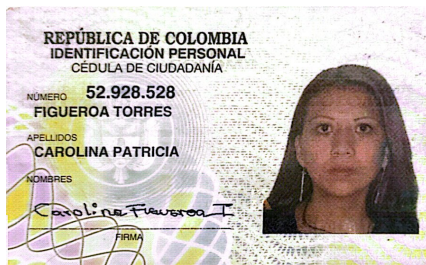 REPÚBLICA DE COLOMBIA
IDENTIFICACIÓN PERSONAL
CÉDULA DE CIUDADANÍA
NÚMERO 52.928.528
FIGUEROA TORRES
APELLIDOS
CAROLINA PATRICIA
NOMBRES
Carolina Figueroa T
FIRMA